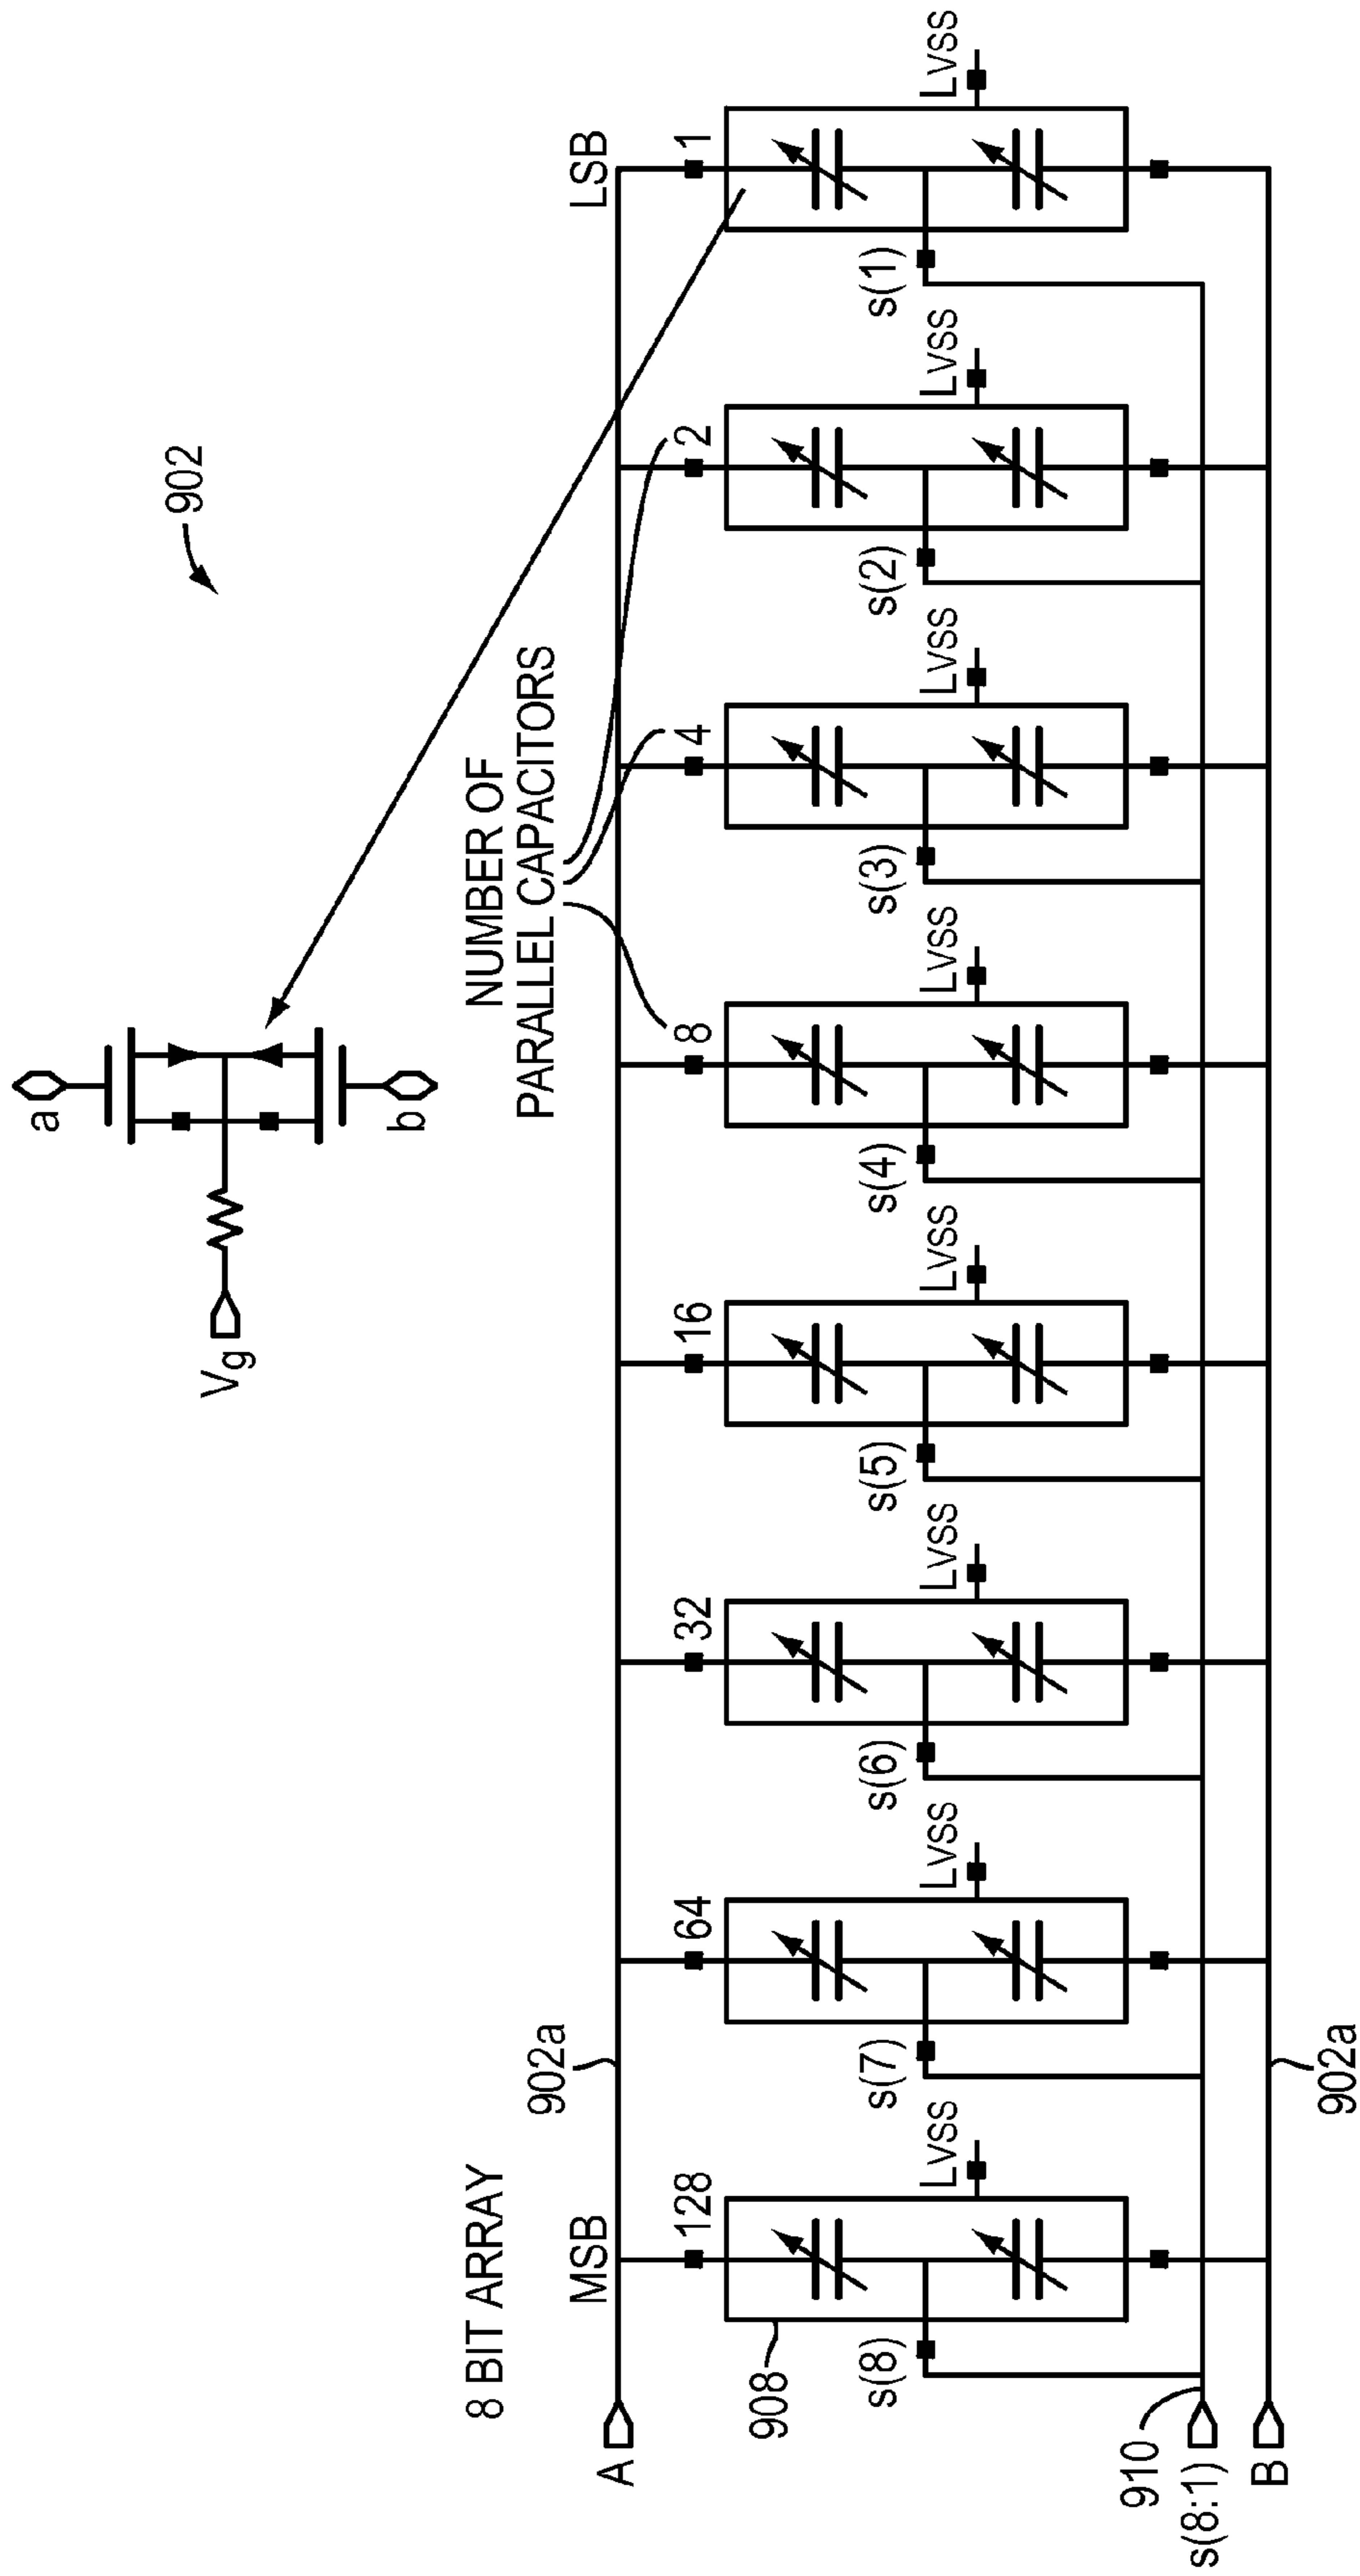 902
a
b
Vg
8 BIT ARRAY
NUMBER OF
PARALLEL CAPACITORS
MSB
902a
LSB
A
128
64
32
16
8
4
2
1
908
s(8)
LVSS
s(7)
LVSS
s(6)
LVSS
s(5)
LVSS
s(4)
LVSS
s(3)
LVSS
s(2)
LVSS
s(1)
LVSS
910
s(8:1)
B
902a